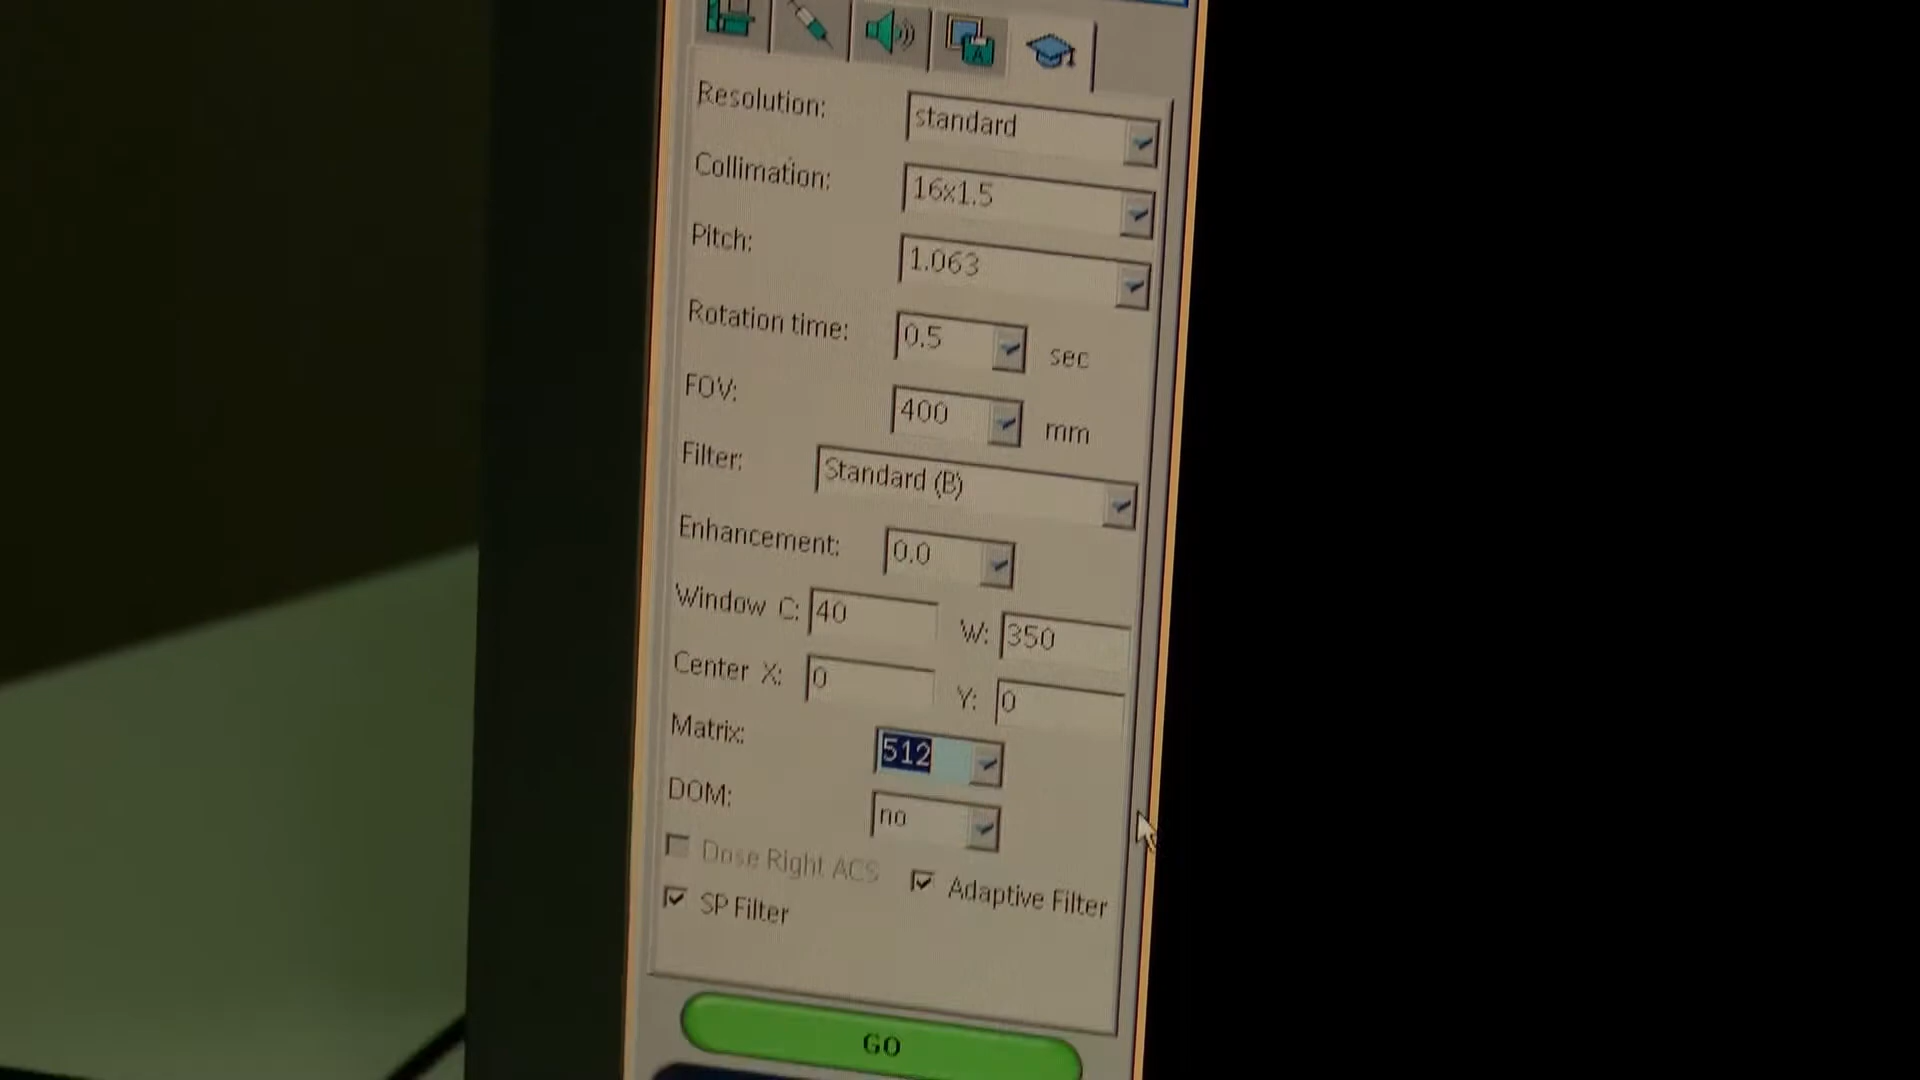 Resolution: standard
Collimation: 16x1.5
Pitch: 1.063
Rotation time: 0.5 sec
FOV: 400 mm
Filter: Standard (B)
Enhancement: 0.0
Window C: 40 W: 350
Center X: 0 Y: 0
Matrix: 512
DOM: no
Dose Right ACS
Adaptive Filter
SP Filter
GO